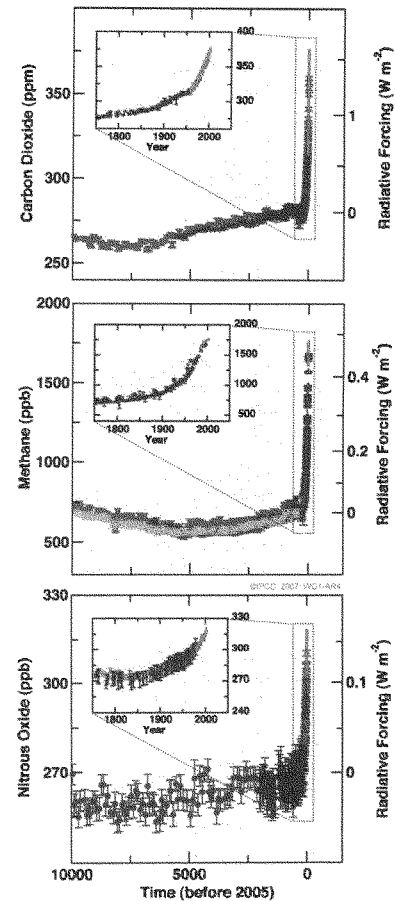 Carbon Dioxide (ppm)
350
300
250
400
300
1800 1900 2000
Year
1
0
Radiative Forcing (W m⁻²)
Methane (ppb)
2000
1500
1000
500
2000
1500
1000
500
1800 1900 2000
Year
0.4
0.2
0
Radiative Forcing (W m⁻²)
©IPCC 2007: WG1-AR4
Nitrous Oxide (ppb)
330
300
270
330
300
270
240
1800 1900 2000
Year
0.1
0
Radiative Forcing (W m⁻²)
10000 5000 0
Time (before 2005)